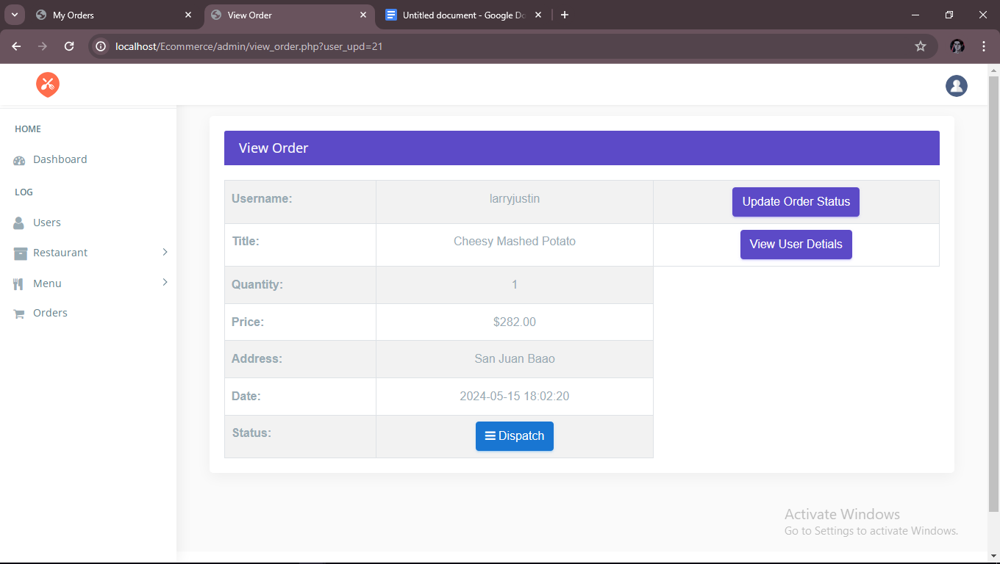 My Orders
View Order
Untitled document - Google Do
localhost/Ecommerce/admin/view_order.php?user_upd=21
HOME
Dashboard
LOG
Users
Restaurant
Menu
Orders
View Order
Username: larryjustin Update Order Status
Title: Cheesy Mashed Potato View User Detials
Quantity: 1
Price: $282.00
Address: San Juan Baao
Date: 2024-05-15 18:02:20
Status: Dispatch
Activate Windows
Go to Settings to activate Windows.